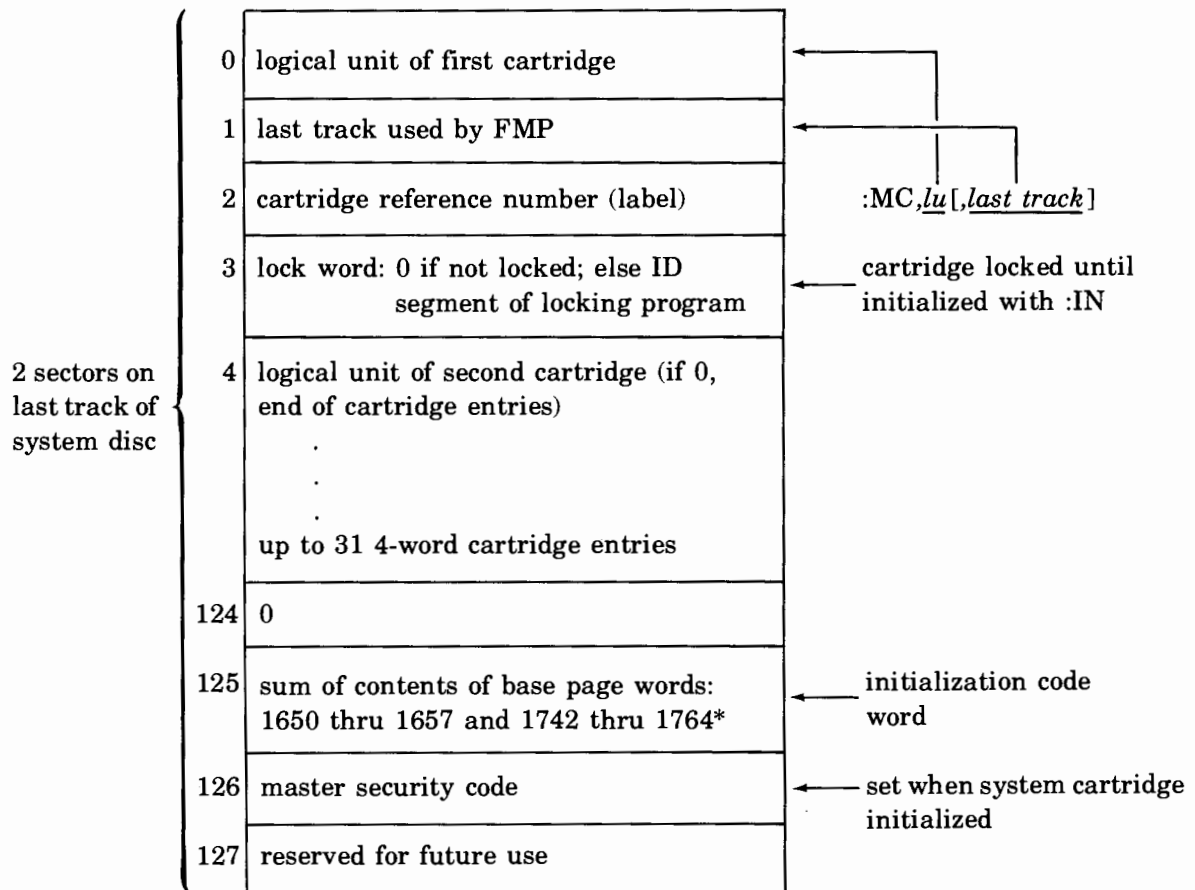 0 logical unit of first cartridge
1 last track used by FMP
2 cartridge reference number (label)
:MC,lu[,last track]
3 lock word: 0 if not locked; else ID
segment of locking program
cartridge locked until
initialized with :IN
2 sectors on
last track of
system disc
4 logical unit of second cartridge (if 0,
end of cartridge entries)
.
.
.
up to 31 4-word cartridge entries
124 0
125 sum of contents of base page words:
1650 thru 1657 and 1742 thru 1764*
initialization code
word
126 master security code
set when system cartridge
initialized
127 reserved for future use